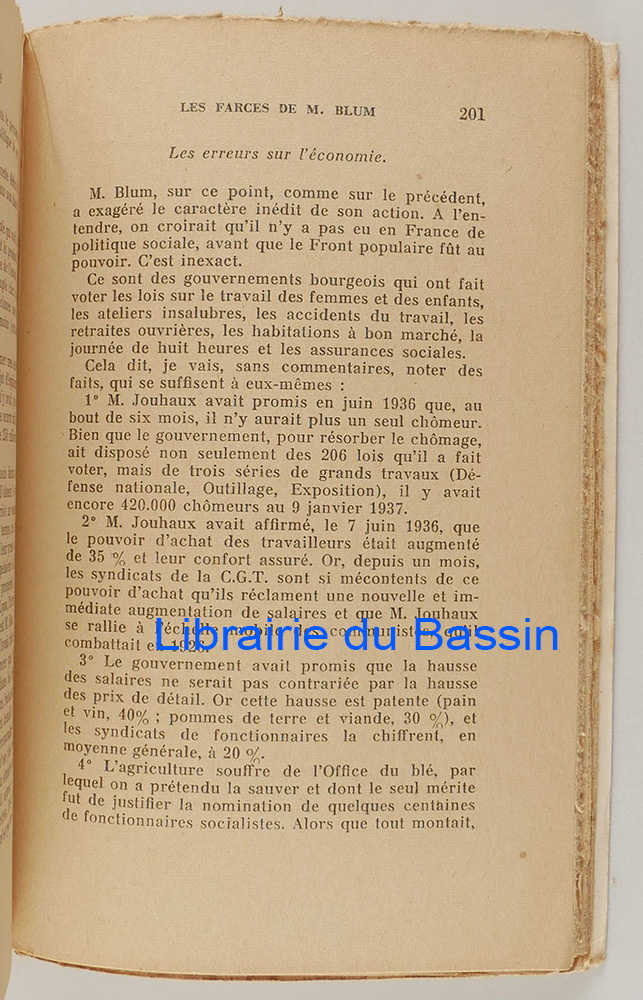 LES FARCES DE M. BLUM 201
Les erreurs sur l'économie.
M. Blum, sur ce point, comme sur le précédent,
a exagéré le caractère inédit de son action. A l'en-
tendre, on croirait qu'il n'y a pas eu en France de
politique sociale, avant que le Front populaire fût au
pouvoir. C'est inexact.
Ce sont des gouvernements bourgeois qui ont fait
voter les lois sur le travail des femmes et des enfants,
les ateliers insalubres, les accidents du travail, les
retraites ouvrières, les habitations à bon marché, la
journée de huit heures et les assurances sociales.
Cela dit, je vais, sans commentaires, noter des
faits, qui se suffisent à eux-mêmes :
1° M. Jouhaux avait promis en juin 1936 que, au
bout de six mois, il n'y aurait plus un seul chômeur.
Bien que le gouvernement, pour résorber le chômage,
ait disposé non seulement des 206 lois qu'il a fait
voter, mais de trois séries de grands travaux (Dé-
fense nationale, Outillage, Exposition), il y avait
encore 420.000 chômeurs au 9 janvier 1937.
2° M. Jouhaux avait affirmé, le 7 juin 1936, que
le pouvoir d'achat des travailleurs était augmenté
de 35 % et leur confort assuré. Or, depuis un mois,
les syndicats de la C.G.T. sont si mécontents de ce
pouvoir d'achat qu'ils réclament une nouvelle et im-
médiate augmentation de salaires et que M. Jouhaux
se rallie à l'échelle mobile des communistes, qu'il
combattait en 1926.
Librairie du Bassin
3° Le gouvernement avait promis que la hausse
des salaires ne serait pas contrariée par la hausse
des prix de détail. Or cette hausse est patente (pain
et vin, 40% ; pommes de terre et viande, 30 %), et
les syndicats de fonctionnaires la chiffrent, en
moyenne générale, à 20 %.
4° L'agriculture souffre de l'Office du blé, par
lequel on a prétendu la sauver et dont le seul mérite
fut de justifier la nomination de quelques centaines
de fonctionnaires socialistes. Alors que tout montait,